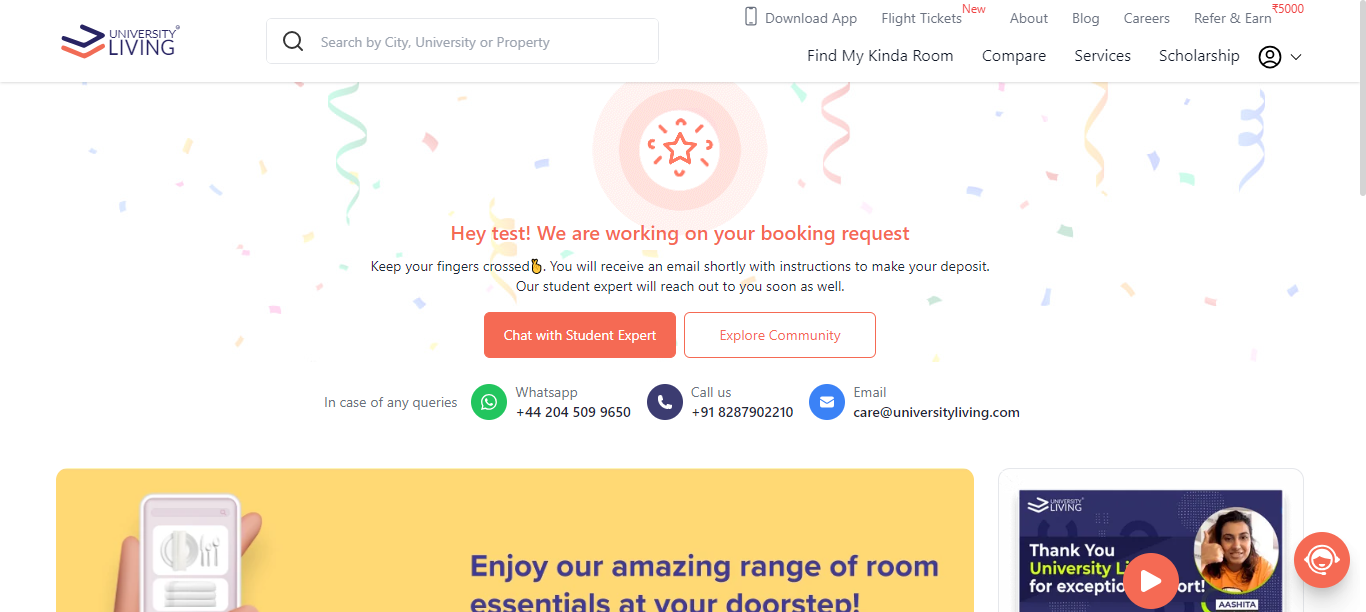 UNIVERSITY
LIVING
Search by City, University or Property
Download App
Flight Tickets
New
About
Blog
Careers
Refer & Earn
₹5000
Find My Kinda Room
Compare
Services
Scholarship
Hey test! We are working on your booking request
Keep your fingers crossed🫰. You will receive an email shortly with instructions to make your deposit.
Our student expert will reach out to you soon as well.
Chat with Student Expert
Explore Community
In case of any queries
Whatsapp
+44 204 509 9650
Call us
+91 8287902210
Email
care@universityliving.com
Enjoy our amazing range of room
essentials at your doorstep!
UNIVERSITY
LIVING
Thank You
University Li
for exceptio ort!
AASHITA